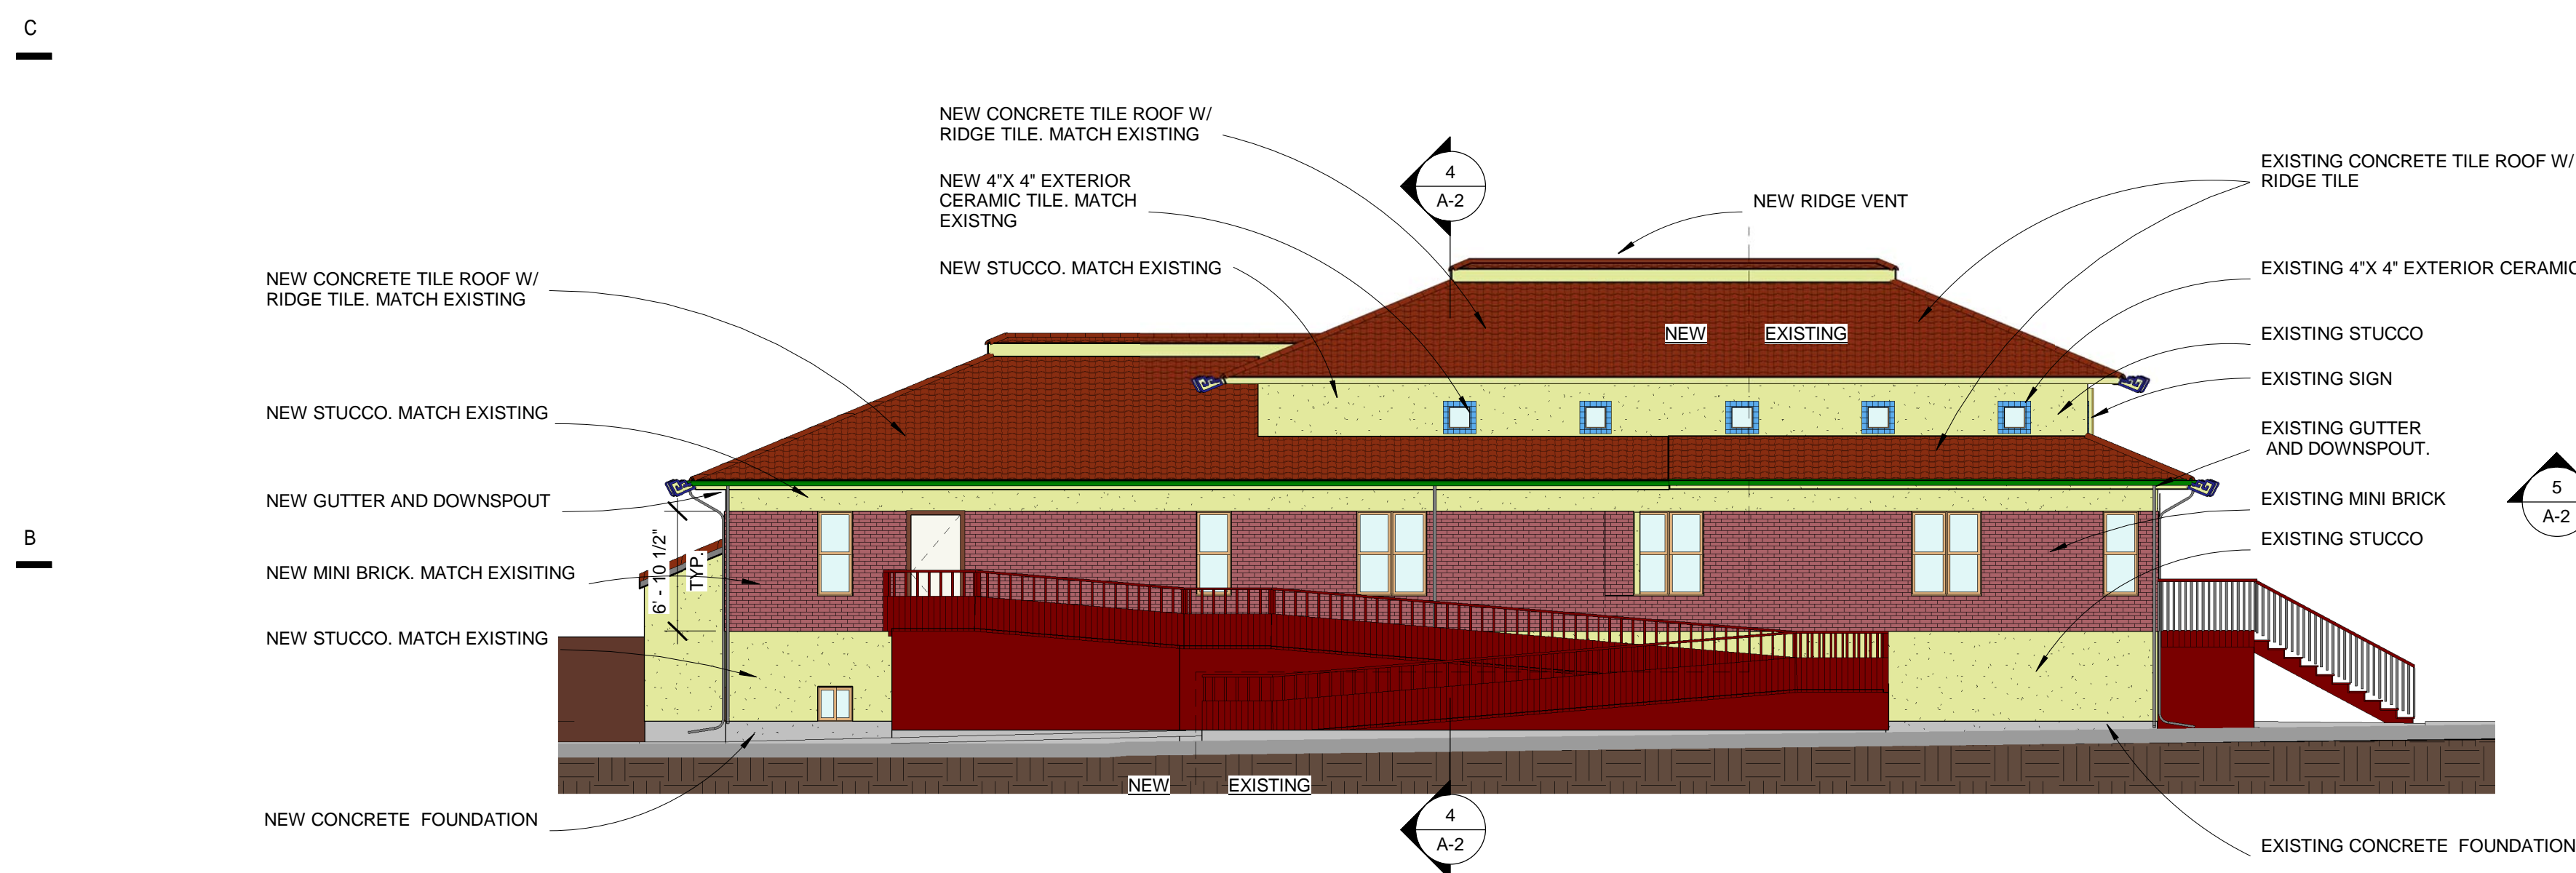 C
NEW CONCRETE TILE ROOF W/
RIDGE TILE. MATCH EXISTING
NEW 4"X 4" EXTERIOR
CERAMIC TILE. MATCH
EXISTNG
NEW STUCCO. MATCH EXISTING
4
A-2
NEW RIDGE VENT
EXISTING CONCRETE TILE ROOF W/
RIDGE TILE
EXISTING 4"X 4" EXTERIOR CERAMIC
EXISTING STUCCO
EXISTING SIGN
EXISTING GUTTER
AND DOWNSPOUT.
EXISTING MINI BRICK
EXISTING STUCCO
5
A-2
NEW
EXISTING
NEW CONCRETE TILE ROOF W/
RIDGE TILE. MATCH EXISTING
NEW STUCCO. MATCH EXISTING
NEW GUTTER AND DOWNSPOUT
B
6' - 10 1/2"
TYP.
NEW MINI BRICK. MATCH EXISITING
NEW STUCCO. MATCH EXISTING
NEW CONCRETE FOUNDATION
NEW
EXISTING
4
A-2
EXISTING CONCRETE FOUNDATION